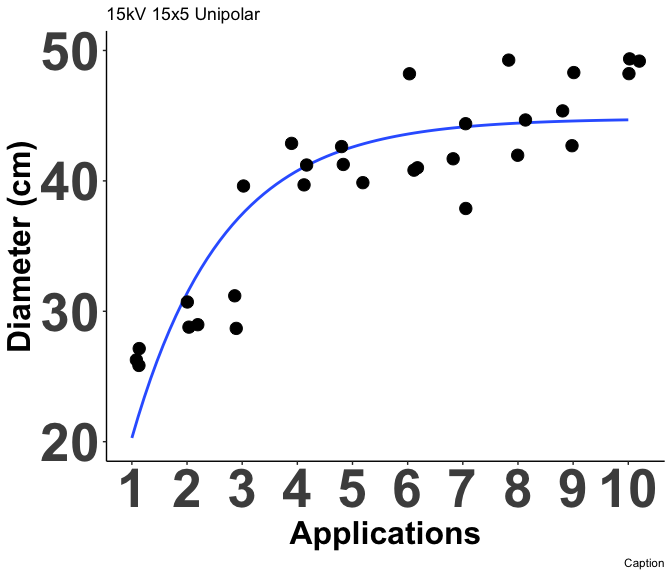 15kV 15x5 Unipolar
Diameter (cm)
50
40
30
20
1 2 3 4 5 6 7 8 9 10
Applications
Caption